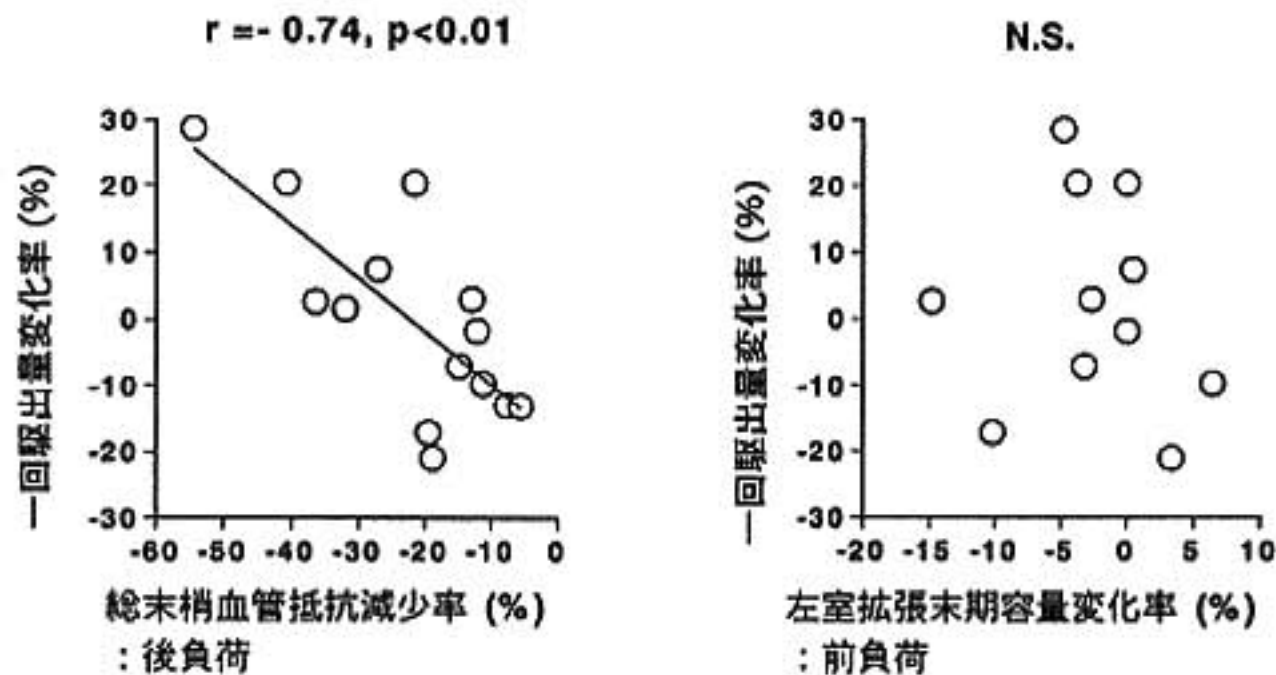 r =- 0.74, p<0.01
一回駆出量変化率 (%)
30
20
10
0
-10
-20
-30
-60 -50 -40 -30 -20 -10 0
総末梢血管抵抗減少率 (%)
: 後負荷
N.S.
一回駆出量変化率 (%)
30
20
10
0
-10
-20
-30
-20 -15 -10 -5 0 5 10
左室拡張末期容量変化率 (%)
: 前負荷